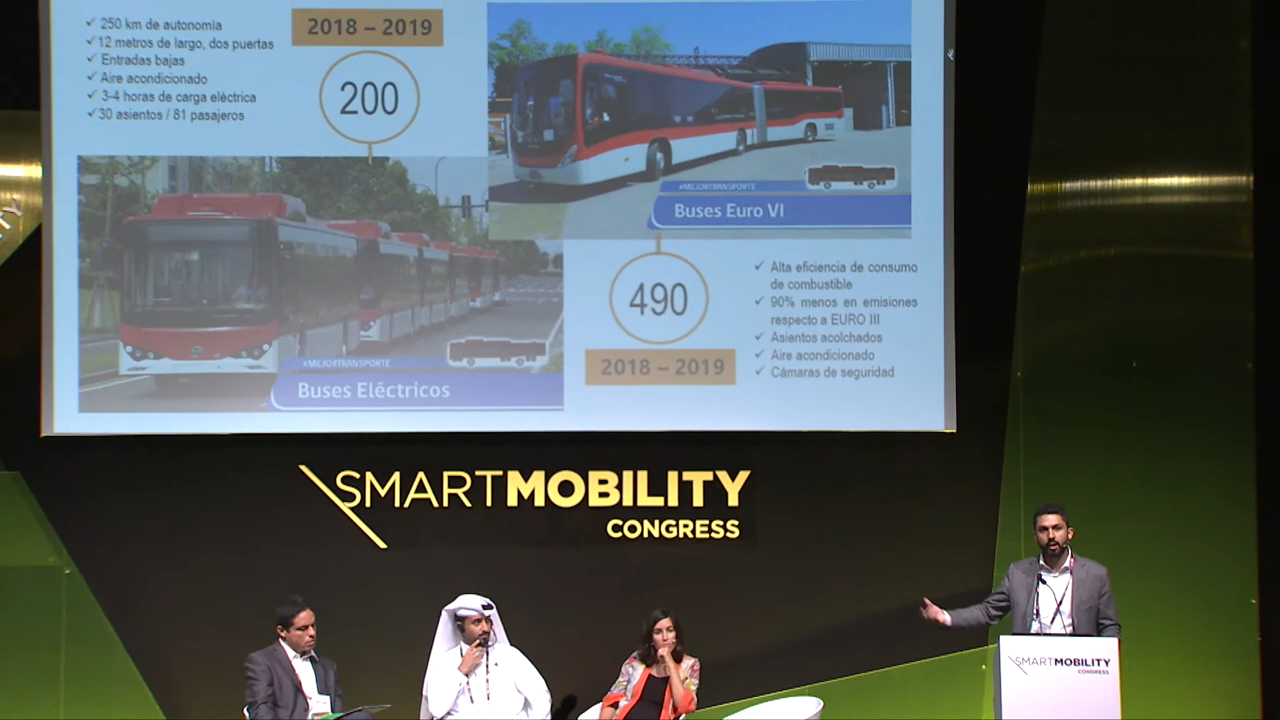 ✓ 250 km de autonomía
✓ 12 metros de largo, dos puertas
✓ Entradas bajas
✓ Aire acondicionado
✓ 3-4 horas de carga eléctrica
✓ 30 asientos / 81 pasajeros
2018 – 2019
200
#MEJORTRANSPORTE
Buses Euro VI
#MEJORTRANSPORTE
Buses Eléctricos
490
2018 – 2019
✓ Alta eficiencia de consumo
de combustible
✓ 90% menos en emisiones
respecto a EURO III
✓ Asientos acolchados
✓ Aire acondicionado
✓ Cámaras de seguridad
SMARTMOBILITY
CONGRESS
SMARTMOBILITY
CONGRESS